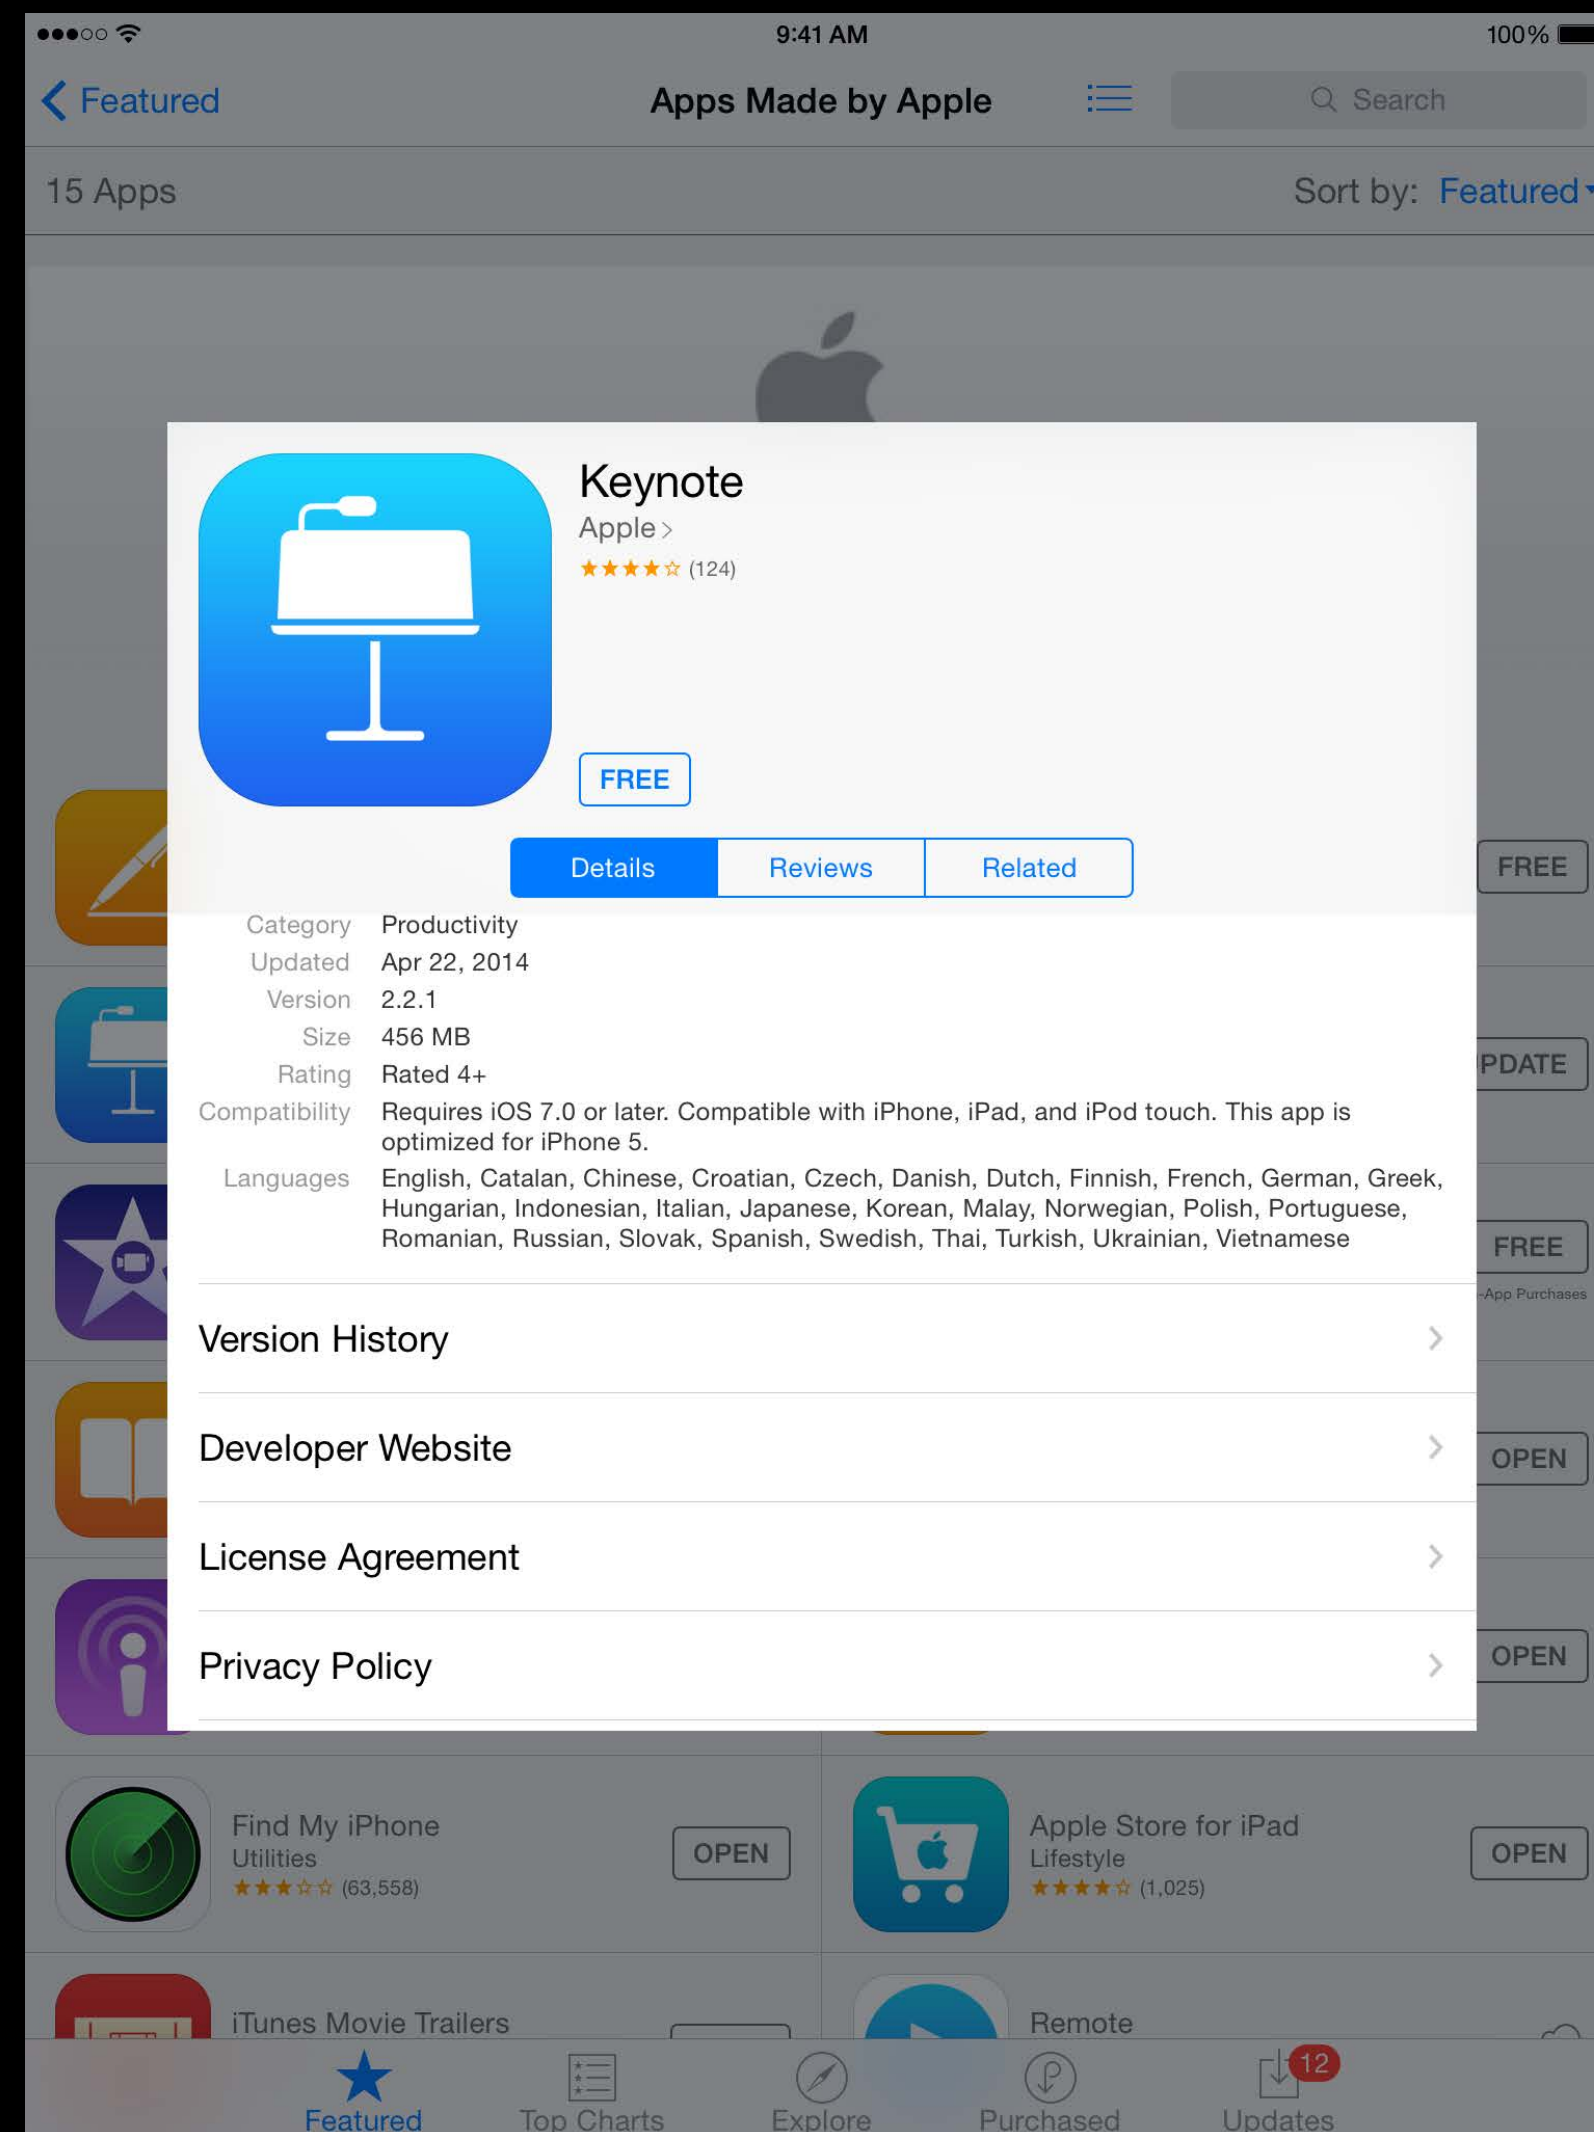 9:41 AM
100%
Featured
Apps Made by Apple
Search
15 Apps
Sort by: Featured
Keynote
Apple
(124)
FREE
Details
Reviews
Related
FREE
Category Productivity
Updated Apr 22, 2014
Version 2.2.1
Size 456 MB
PDATE
Rating Rated 4+
Compatibility Requires iOS 7.0 or later. Compatible with iPhone, iPad, and iPod touch. This app is
optimized for iPhone 5.
Languages English, Catalan, Chinese, Croatian, Czech, Danish, Dutch, Finnish, French, German, Greek,
Hungarian, Indonesian, Italian, Japanese, Korean, Malay, Norwegian, Polish, Portuguese,
Romanian, Russian, Slovak, Spanish, Swedish, Thai, Turkish, Ukrainian, Vietnamese
FREE
-App Purchases
Version History
Developer Website
OPEN
License Agreement
Privacy Policy
OPEN
Find My iPhone
Utilities
(63,558)
OPEN
Apple Store for iPad
Lifestyle
(1,025)
OPEN
iTunes Movie Trailers
Remote
12
Featured
Top Charts
Explore
Purchased
Updates